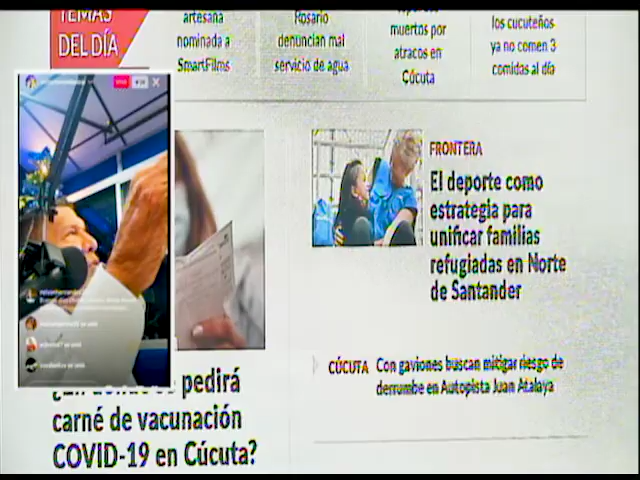 TEMAS
DEL DÍA
artesana
nominada a
SmartFilms
Rosario
denuncian mal
servicio de agua
muertos por
atracos en
Cúcuta
los cucuteños
ya no comen 3
comidas al día
FRONTERA
El deporte como
estrategia para
unificar familias
refugiadas en Norte
de Santander
CÚCUTA Con gaviones buscan mitigar riesgo de
derrumbe en Autopista Juan Atalaya
pedirá
carné de vacunación
COVID-19 en Cúcuta?